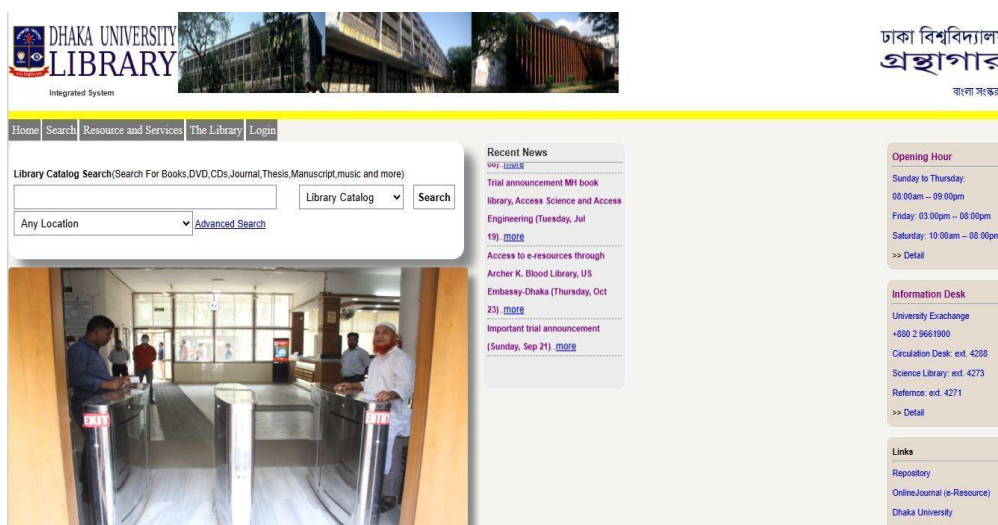 DHAKA UNIVERSITY
LIBRARY
Integrated System
ঢাকা বিশ্ববিদ্যালয়
গ্রন্থাগার
বাংলা সংস্কর
Home Search Resource and Services The Library Login
Library Catalog Search(Search For Books,DVD,CDs,Journal,Thesis,Manuscript,music and more)
Library Catalog Search
Any Location Advanced Search
EXIT
EXIT
Recent News
06)..more
Trial announcement MH book
library, Access Science and Access
Engineering (Tuesday, Jul
19)..more
Access to e-resources through
Archer K. Blood Library, US
Embassy-Dhaka (Thursday, Oct
23)..more
Important trial announcement
(Sunday, Sep 21)..more
Opening Hour
Sunday to Thursday:
08:00am -- 09:00pm
Friday: 03:00pm -- 08:00pm
Saturday: 10:00am -- 08:00pm
>> Detail
Information Desk
University Exachange
+880 2 9661900
Circulation Desk: ext. 4288
Science Library: ext. 4273
Refernce: ext. 4271
>> Detail
Links
Repository
OnlineJournal (e-Resource)
Dhaka University